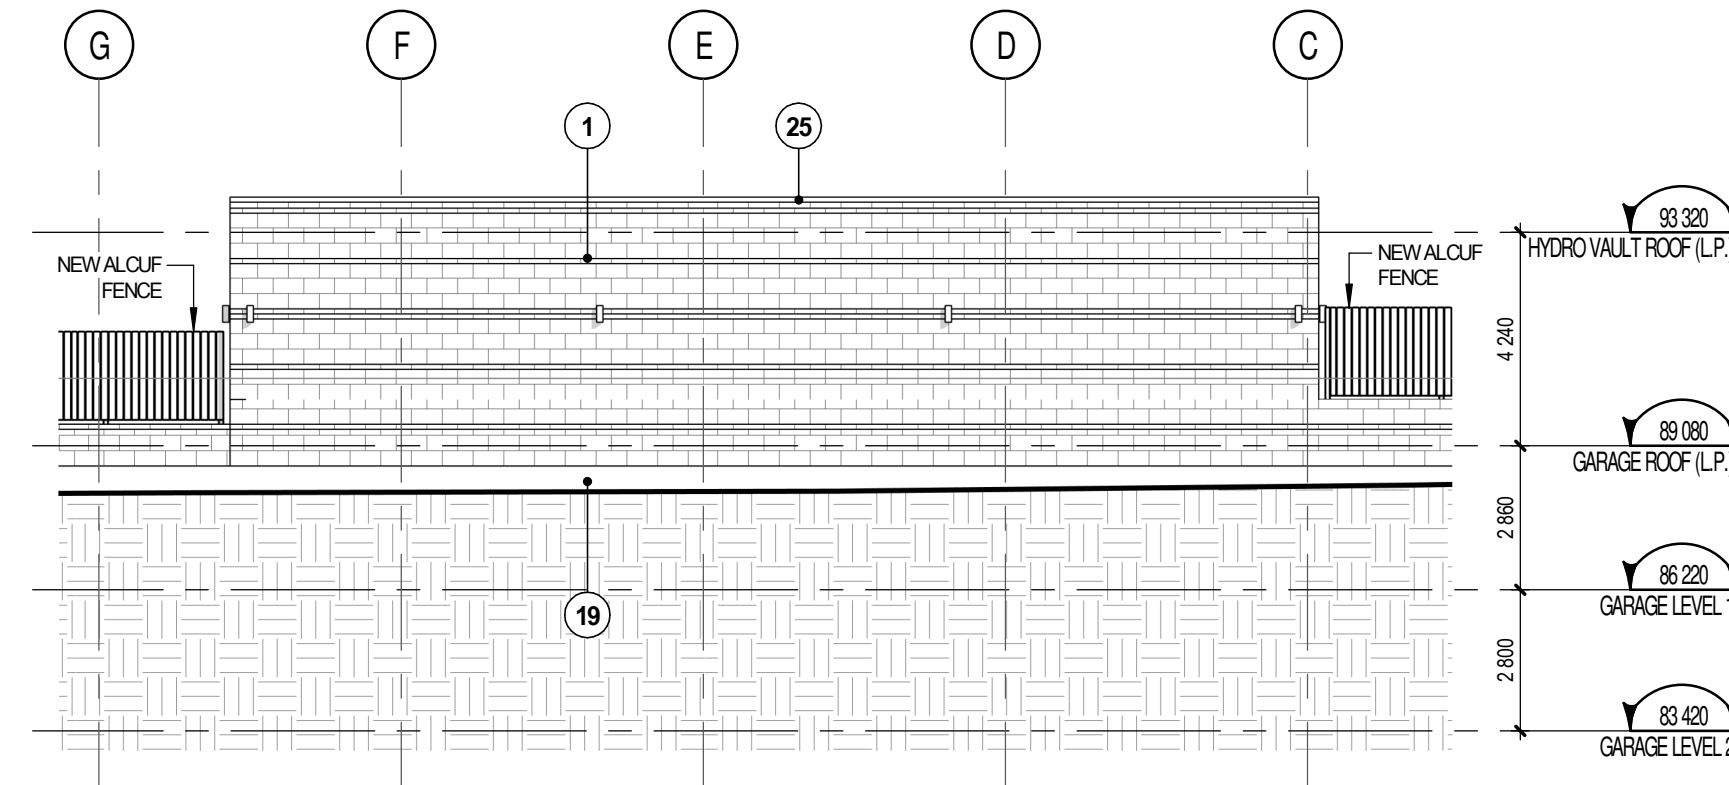 G F E D C
1 25
93 320
HYDRO VAULT ROOF (L.P.
NEW ALCUF
FENCE
NEW ALCUF
FENCE
4 240
89 080
GARAGE ROOF (L.P.
2 860
86 220
GARAGE LEVEL
19
2 800
83 420
GARAGE LEVEL 2